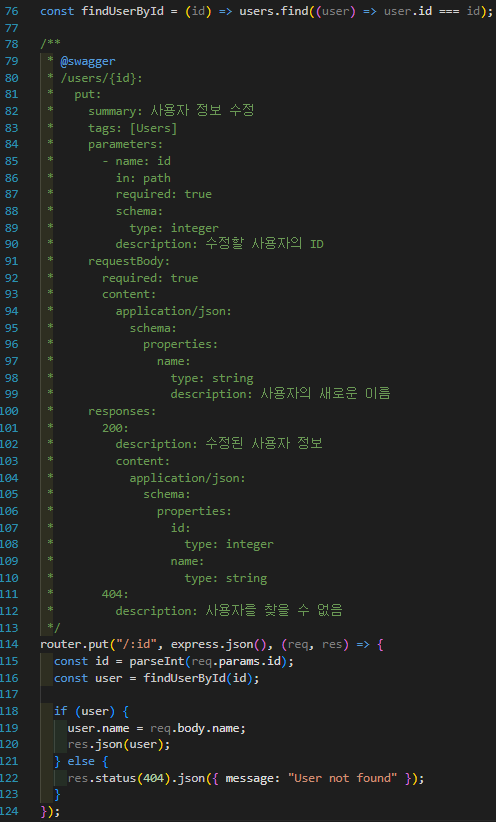 76 const findUserById = (id) => users.find((user) => user.id === id);
77
78 /**
79  * @swagger
80  * /users/{id}:
81  *   put:
82  *     summary: 사용자 정보 수정
83  *     tags: [Users]
84  *     parameters:
85  *       - name: id
86  *         in: path
87  *         required: true
88  *         schema:
89  *           type: integer
90  *         description: 수정할 사용자의 ID
91  *     requestBody:
92  *       required: true
93  *       content:
94  *         application/json:
95  *           schema:
96  *             properties:
97  *               name:
98  *                 type: string
99  *                 description: 사용자의 새로운 이름
100  *     responses:
101  *       200:
102  *         description: 수정된 사용자 정보
103  *         content:
104  *           application/json:
105  *             schema:
106  *               properties:
107  *                 id:
108  *                   type: integer
109  *                 name:
110  *                   type: string
111  *       404:
112  *         description: 사용자를 찾을 수 없음
113  */
114 router.put("/:id", express.json(), (req, res) => {
115   const id = parseInt(req.params.id);
116   const user = findUserById(id);
117
118   if (user) {
119     user.name = req.body.name;
120     res.json(user);
121   } else {
122     res.status(404).json({ message: "User not found" });
123   }
124 });